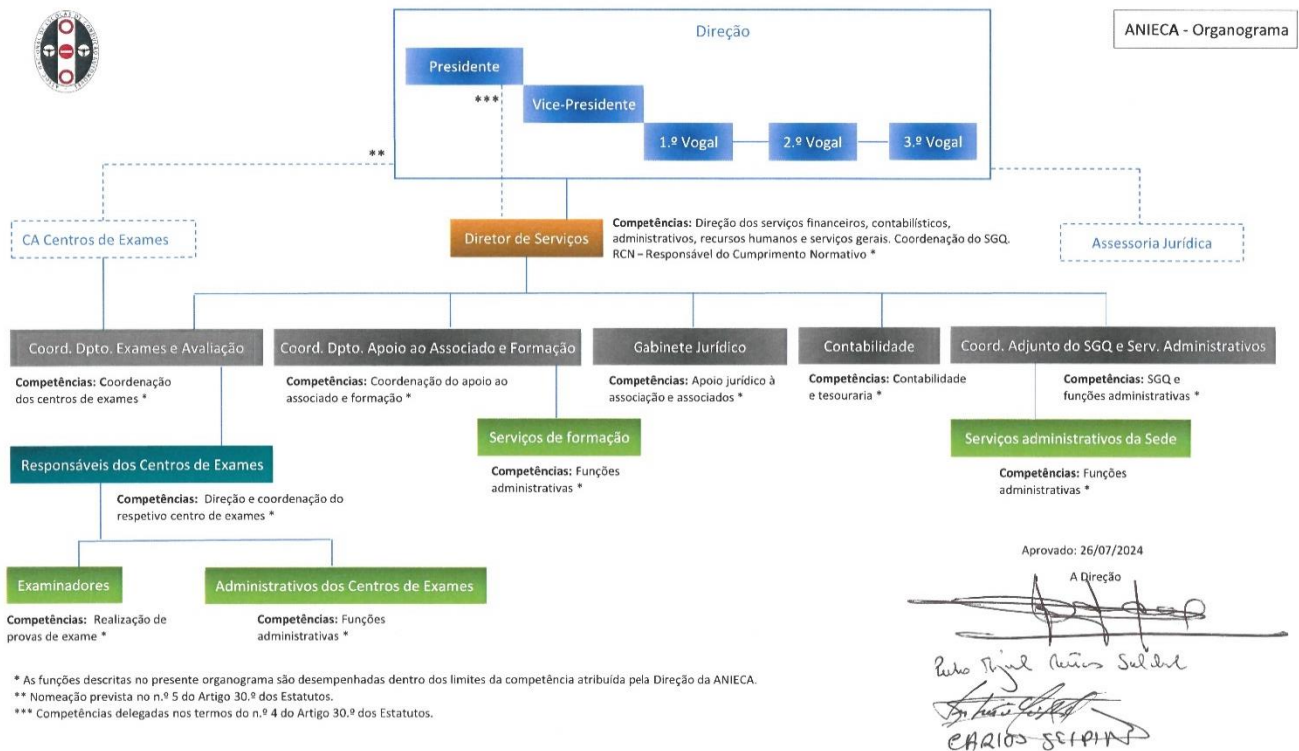 ANIECA - Organograma
Direção
Presidente
***
Vice-Presidente
1.º Vogal
2.º Vogal
3.º Vogal
**
CA Centros de Exames
Diretor de Serviços
Competências: Direção dos serviços financeiros, contabilísticos,
administrativos, recursos humanos e serviços gerais. Coordenação do SGQ.
RCN – Responsável do Cumprimento Normativo *
Assessoria Jurídica
Coord. Dpto. Exames e Avaliação
Competências: Coordenação
dos centros de exames *
Coord. Dpto. Apoio ao Associado e Formação
Competências: Coordenação do apoio ao
associado e formação *
Gabinete Jurídico
Competências: Apoio jurídico à
associação e associados *
Contabilidade
Competências: Contabilidade
e tesouraria *
Coord. Adjunto do SGQ e Serv. Administrativos
Competências: SGQ e
funções administrativas *
Responsáveis dos Centros de Exames
Competências: Direção e coordenação do
respetivo centro de exames *
Serviços de formação
Competências: Funções
administrativas *
Serviços administrativos da Sede
Competências: Funções
administrativas *
Examinadores
Competências: Realização de
provas de exame *
Administrativos dos Centros de Exames
Competências: Funções
administrativas *
Aprovado: 26/07/2024
A Direção
CARLOS
* As funções descritas no presente organograma são desempenhadas dentro dos limites da competência atribuída pela Direção da ANIECA.
** Nomeação prevista no n.º 5 do Artigo 30.º dos Estatutos.
*** Competências delegadas nos termos do n.º 4 do Artigo 30.º dos Estatutos.